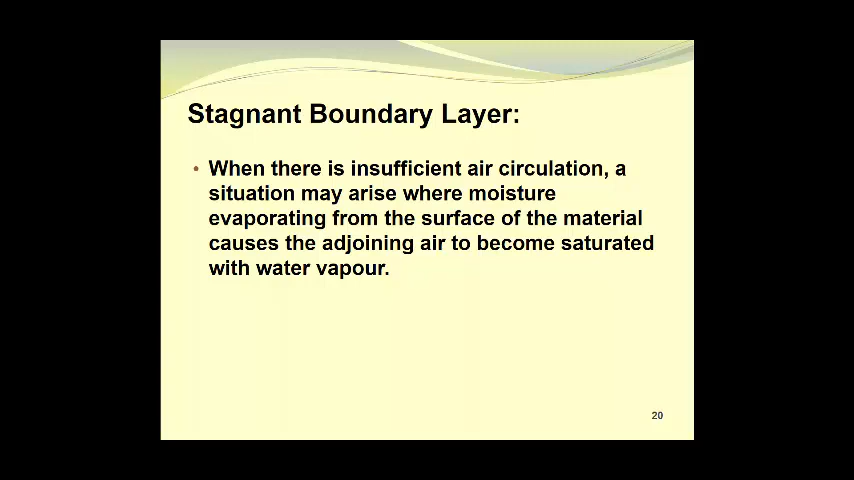 Stagnant Boundary Layer:
• When there is insufficient air circulation, a
situation may arise where moisture
evaporating from the surface of the material
causes the adjoining air to become saturated
with water vapour.
20